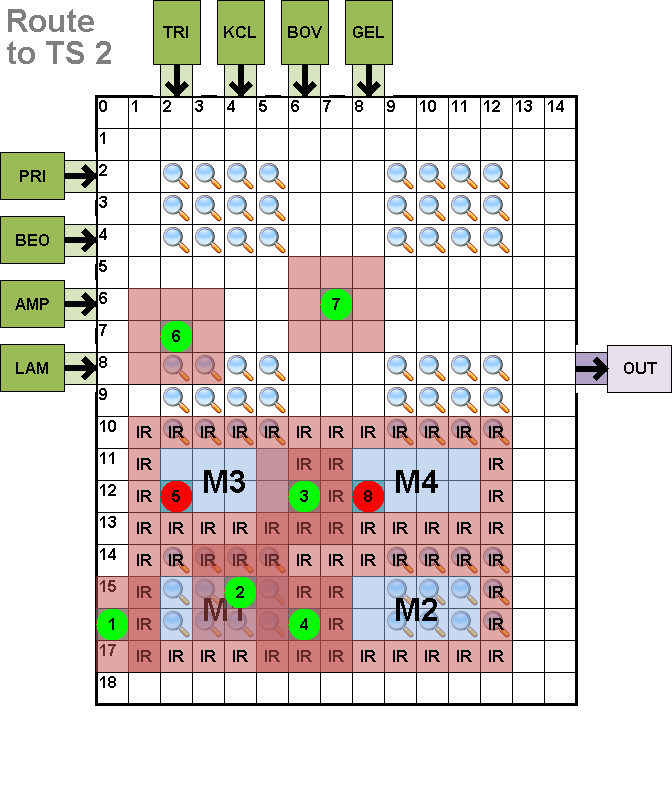 Route
to TS 2
TRI KCL BOV GEL
0 1 2 3 4 5 6 7 8 9 10 11 12 13 14
1
PRI 2
3
BEO 4
5
AMP 6 7
7 6
LAM 8 OUT
9
10 IR IR IR IR IR IR IR IR IR IR IR IR
11 IR M3 IR IR M4 IR
12 IR 5 3 IR 8 IR
13 IR IR IR IR IR IR IR IR IR IR IR IR
14 IR IR IR IR IR IR IR IR IR IR IR IR
15 IR 2 IR IR IR
1 IR M1 4 IR M2 IR
17 IR IR IR IR IR IR IR IR IR IR IR IR
18